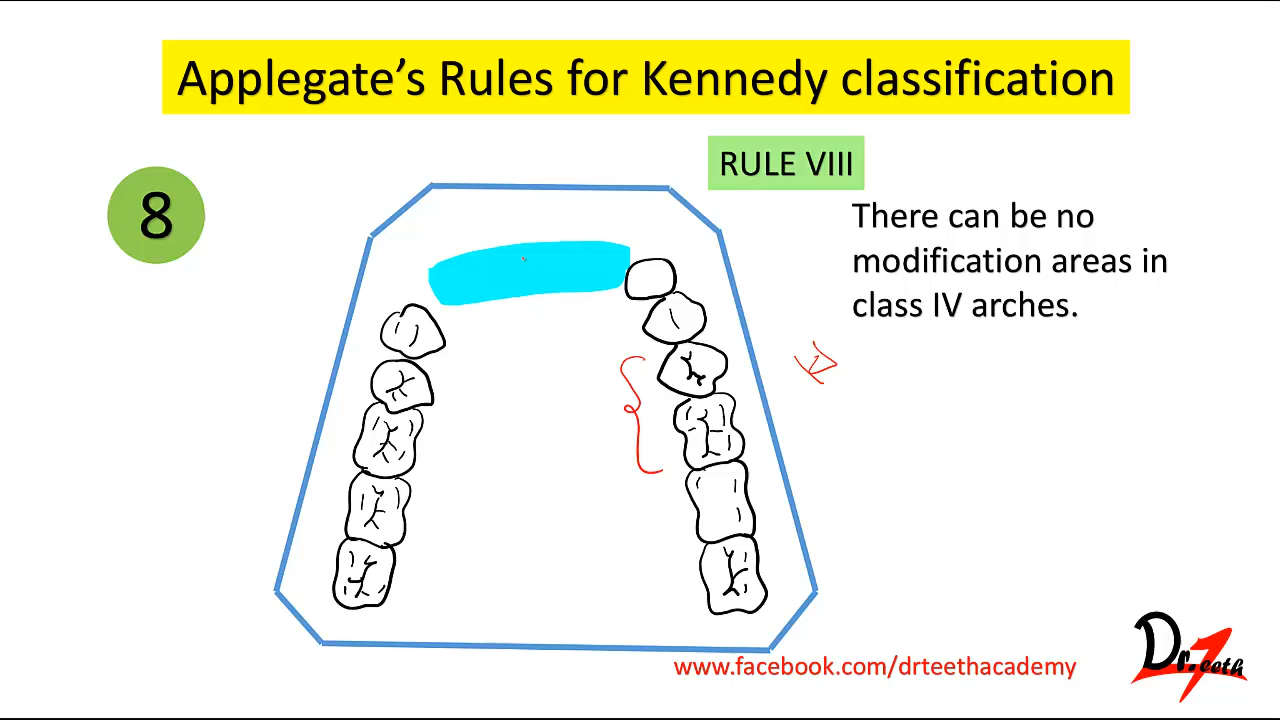 Applegate's Rules for Kennedy classification
8
RULE VIII
There can be no
modification areas in
class IV arches.
IV
www.facebook.com/drteethacademy
Dr.Teeth